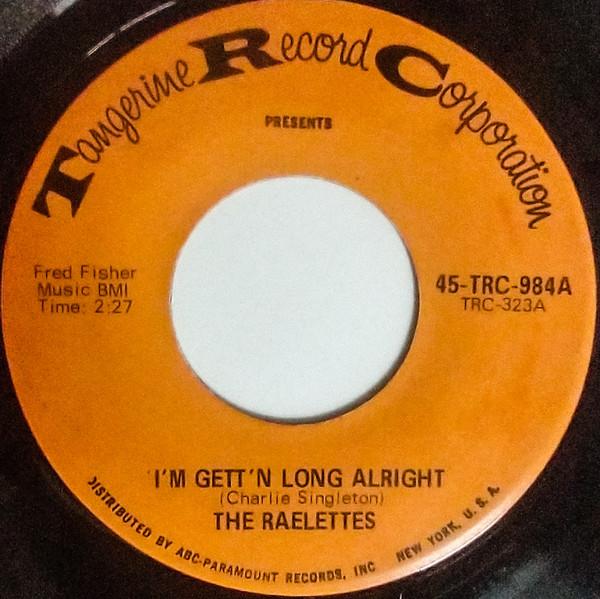 Tangerine Record Corporation
PRESENTS
Fred Fisher
Music BMI
Time: 2:27
45-TRC-984A
TRC-323A
I'M GETT'N LONG ALRIGHT
(Charlie Singleton)
THE RAELETTES
DISTRIBUTED BY ABC-PARAMOUNT RECORDS, INC NEW YORK, U.S.A.